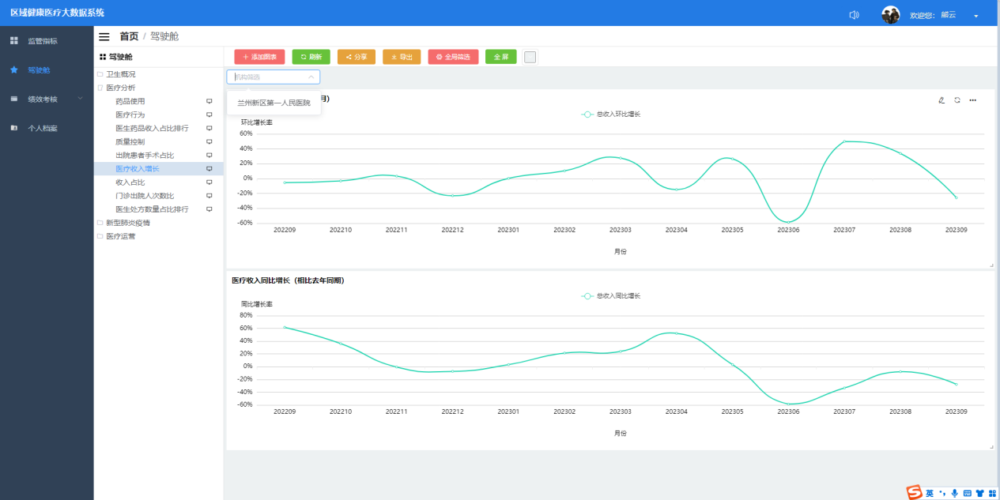 区域健康医疗大数据系统
欢迎您: 熊云
监管指标
驾驶舱
绩效考核
个人档案
首页 / 驾驶舱
驾驶舱
卫生概况
医疗分析
药品使用
医疗行为
医生药品收入占比排行
质量控制
出院患者手术占比
医疗收入增长
收入占比
门诊出院人次数比
医生处方数量占比排行
新型肺炎疫情
医疗运营
添加图表 刷新 分享 导出 全局筛选 全屏
机构筛选
兰州新区第一人民医院
月)
总收入环比增长
环比增长率
60%
40%
20%
0%
-20%
-40%
-60%
202209 202210 202211 202212 202301 202302 202303 202304 202305 202306 202307 202308 202309
月份
医疗收入同比增长（相比去年同期）
总收入同比增长
同比增长率
80%
60%
40%
20%
0%
-20%
-40%
-60%
202209 202210 202211 202212 202301 202302 202303 202304 202305 202306 202307 202308 202309
月份
S 英